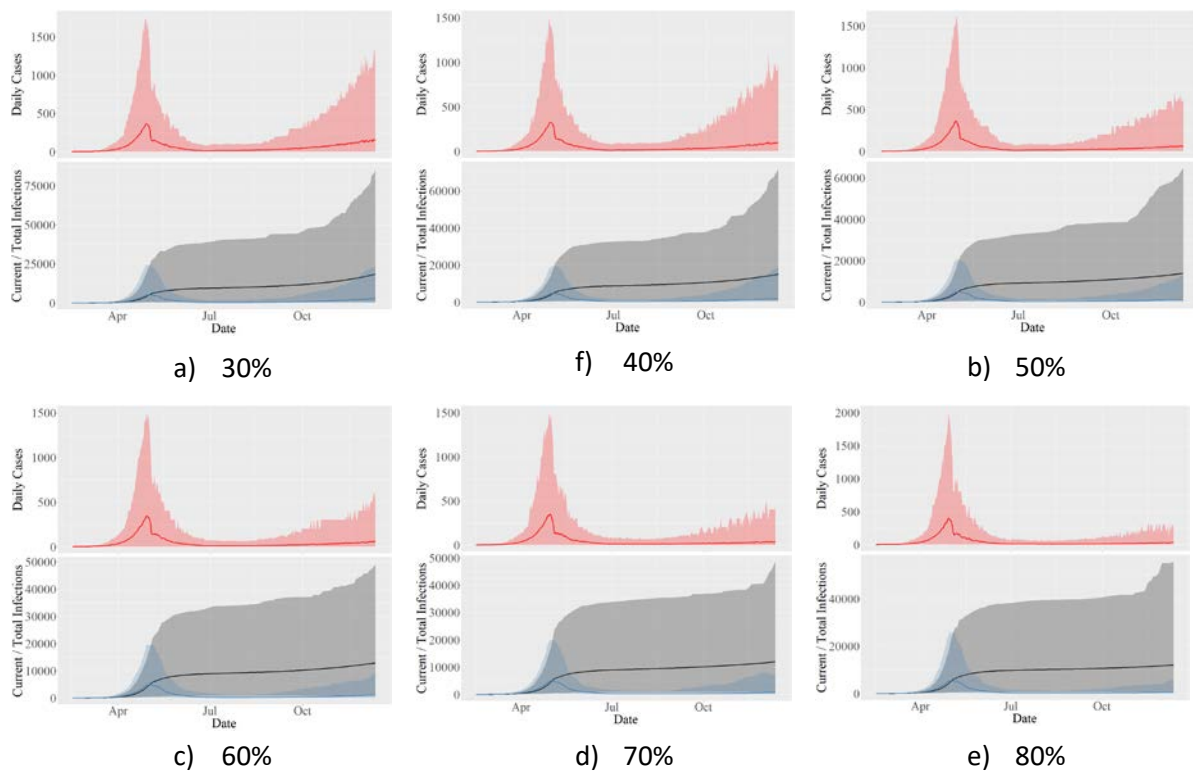 Daily Cases
1500
1000
500
0
Current / Total Infections
75000
50000
25000
0
Apr
Jul
Oct
Date
a) 30%
Daily Cases
1500
1000
500
0
Current / Total Infections
60000
40000
20000
0
Apr
Jul
Oct
Date
f) 40%
Daily Cases
1500
1000
500
0
Current / Total Infections
60000
40000
20000
0
Apr
Jul
Oct
Date
b) 50%
Daily Cases
1500
1000
500
0
Current / Total Infections
50000
40000
30000
20000
10000
0
Apr
Jul
Oct
Date
c) 60%
Daily Cases
1500
1000
500
0
Current / Total Infections
50000
40000
30000
20000
10000
0
Apr
Jul
Oct
Date
d) 70%
Daily Cases
2000
1500
1000
500
0
Current / Total Infections
40000
20000
0
Apr
Jul
Oct
Date
e) 80%